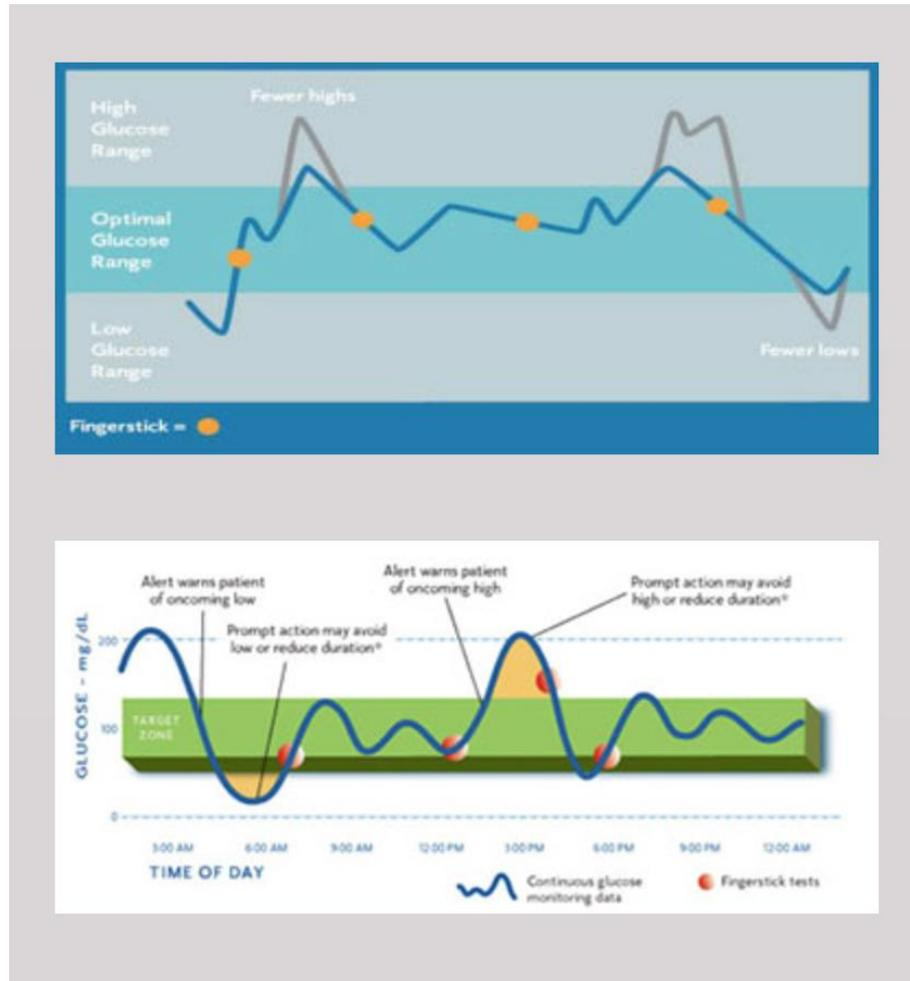 Fewer highs
High
Glucose
Range
Optimal
Glucose
Range
Low
Glucose
Range
Fewer lows
Fingerstick =
Alert warns patient
of oncoming low
Alert warns patient
of oncoming high
Prompt action may avoid
high or reduce duration*
Prompt action may avoid
low or reduce duration*
GLUCOSE - mg/dL
200
100
0
TARGET
ZONE
3:00 AM 6:00 AM 9:00 AM 12:00 PM 3:00 PM 6:00 PM 9:00 PM 12:00 AM
TIME OF DAY
Continuous glucose
monitoring data
Fingerstick tests